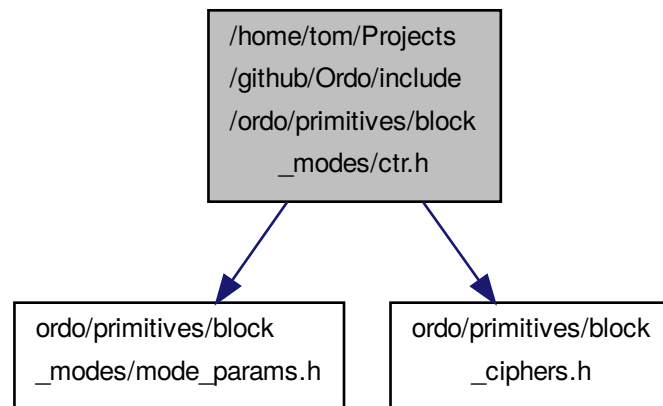 /home/tom/Projects
/github/Ordo/include
/ordo/primitives/block
_modes/ctr.h
ordo/primitives/block
_modes/mode_params.h
ordo/primitives/block
_ciphers.h